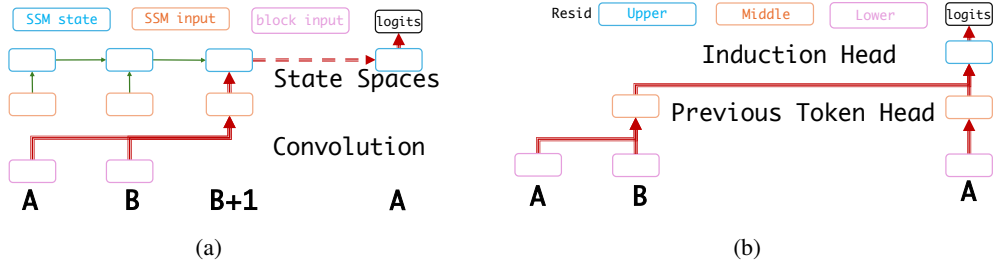 SSM state SSM input block input logits
State Spaces
Convolution
A B B+1 A
(a)
Resid Upper Middle Lower logits
Induction Head
Previous Token Head
A B A
(b)